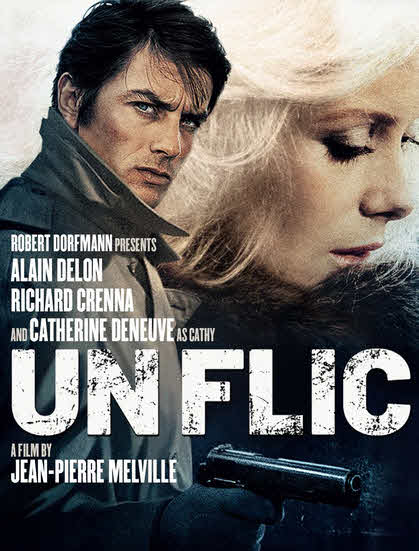 ROBERT DORFMANN PRESENTS
ALAIN DELON
RICHARD CRENNA
AND CATHERINE DENEUVE AS CATHY
UN FLIC
A FILM BY
JEAN-PIERRE MELVILLE